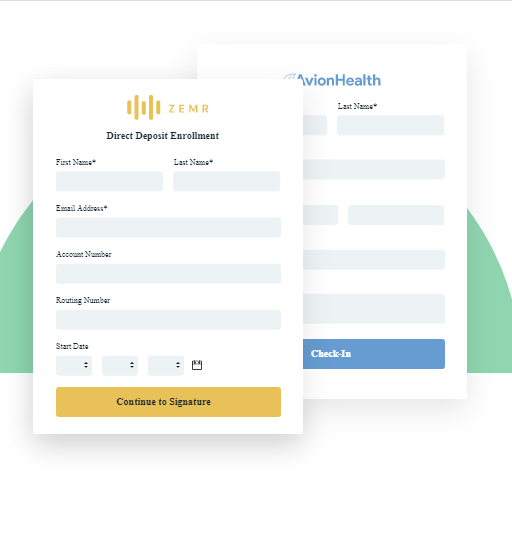 AvionHealth
Last Name*
Check-In
ZEMR
Direct Deposit Enrollment
First Name* Last Name*
Email Address*
Account Number
Routing Number
Start Date
Continue to Signature